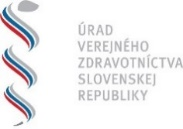 ÚRAD
VEREJNÉHO
ZDRAVOTNÍCTVA
SLOVENSKEJ
REPUBLIKY